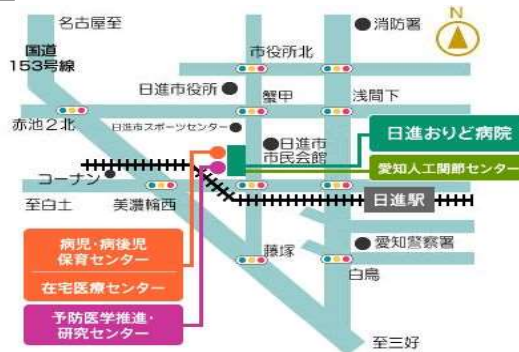 名古屋至
消防署
N
国道
153号線
市役所北
日進市役所
蟹甲
浅間下
赤池2北
日進市スポーツセンター
日進市
市民会館
日進おりど病院
愛知人工関節センター
コーナン
至白土
美濃輪西
日進駅
病児・病後児
保育センター
在宅医療センター
藤塚
愛知警察署
白鳥
予防医学推進・
研究センター
至三好